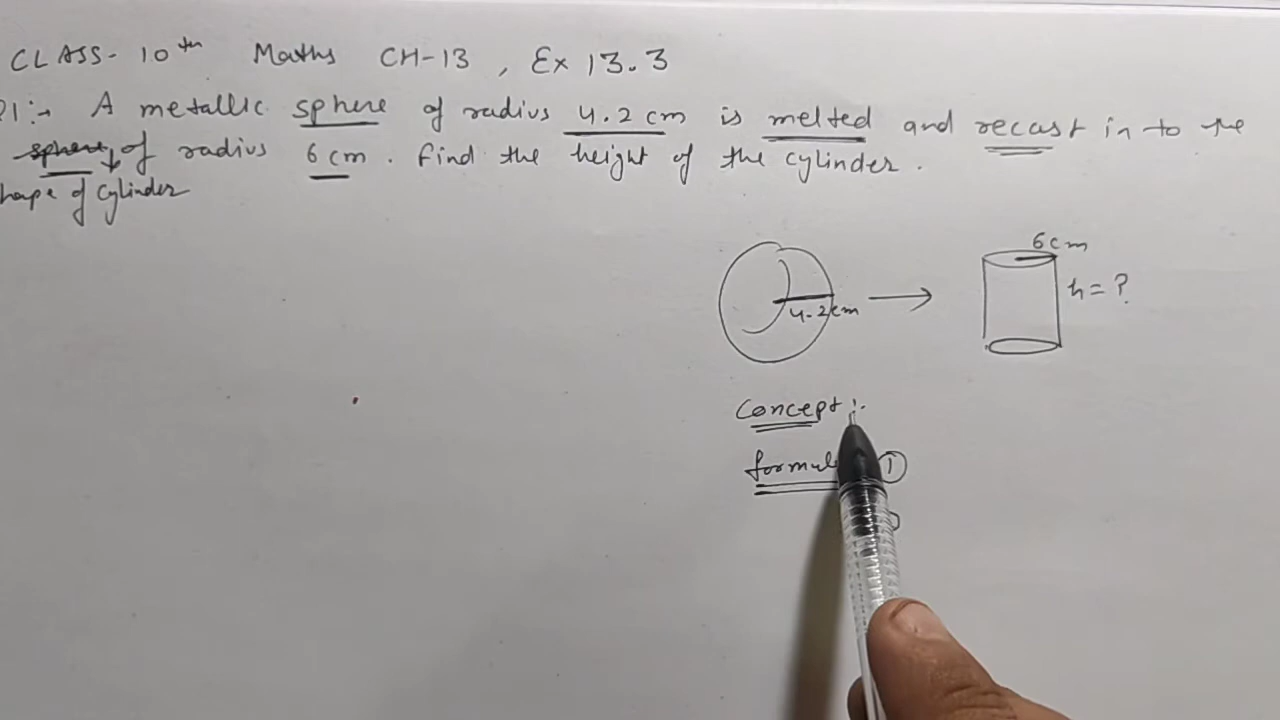 CLASS- 10th Maths CH-13, Ex 13.3
A metallic sphere of radius 4.2 cm is melted and recast in to the
sphere of radius 6 cm. Find the height of the cylinder.
of cylinder
6cm
h = ?
4.2cm
Concept :-
①